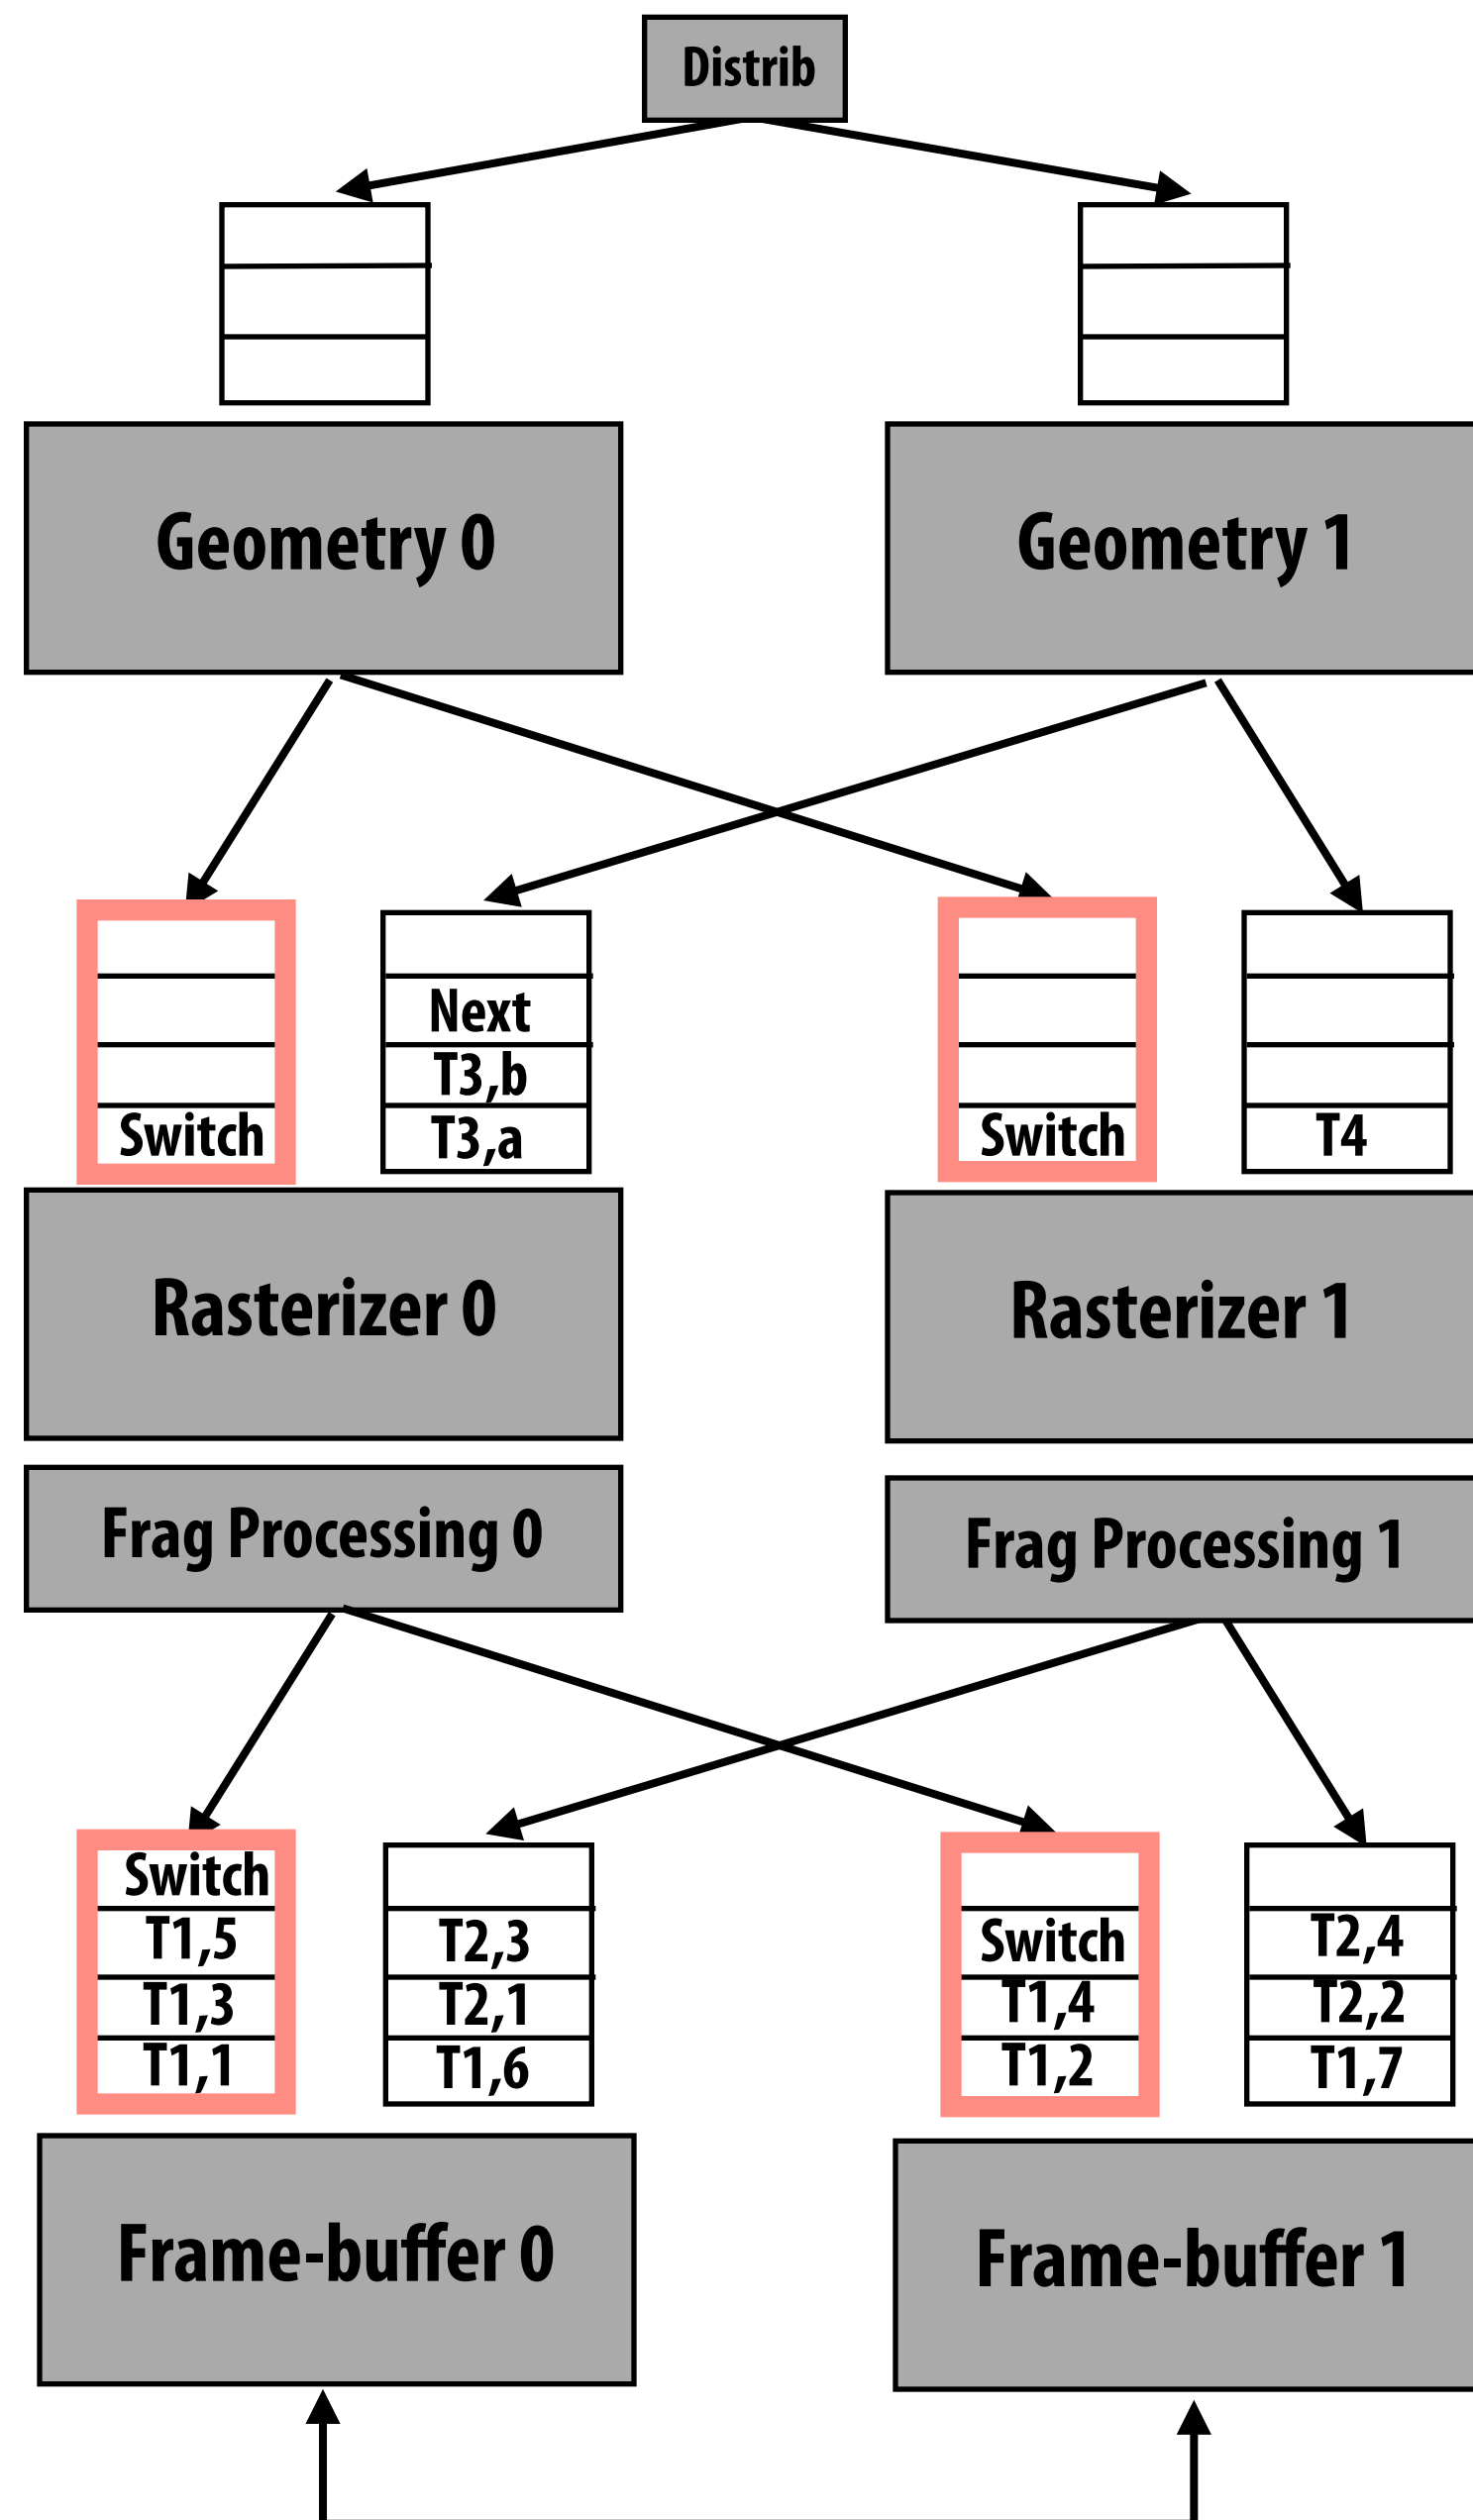 Distrib
Geometry 0
Geometry 1
Next
T3,b
Switch
T3,a
Switch
T4
Rasterizer 0
Rasterizer 1
Frag Processing 0
Frag Processing 1
Switch
T1,5
T1,3
T1,1
T2,3
T2,1
T1,6
Switch
T1,4
T1,2
T2,4
T2,2
T1,7
Frame-buffer 0
Frame-buffer 1